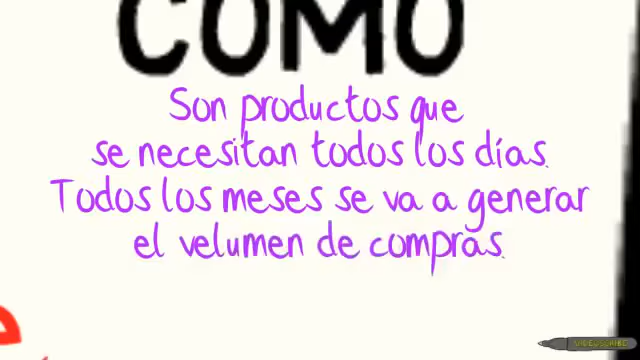 COMO
Son productos que
se necesitan todos los días.
Todos los meses se va a generar
el velumen de compras.
VIDEOSCRIBE